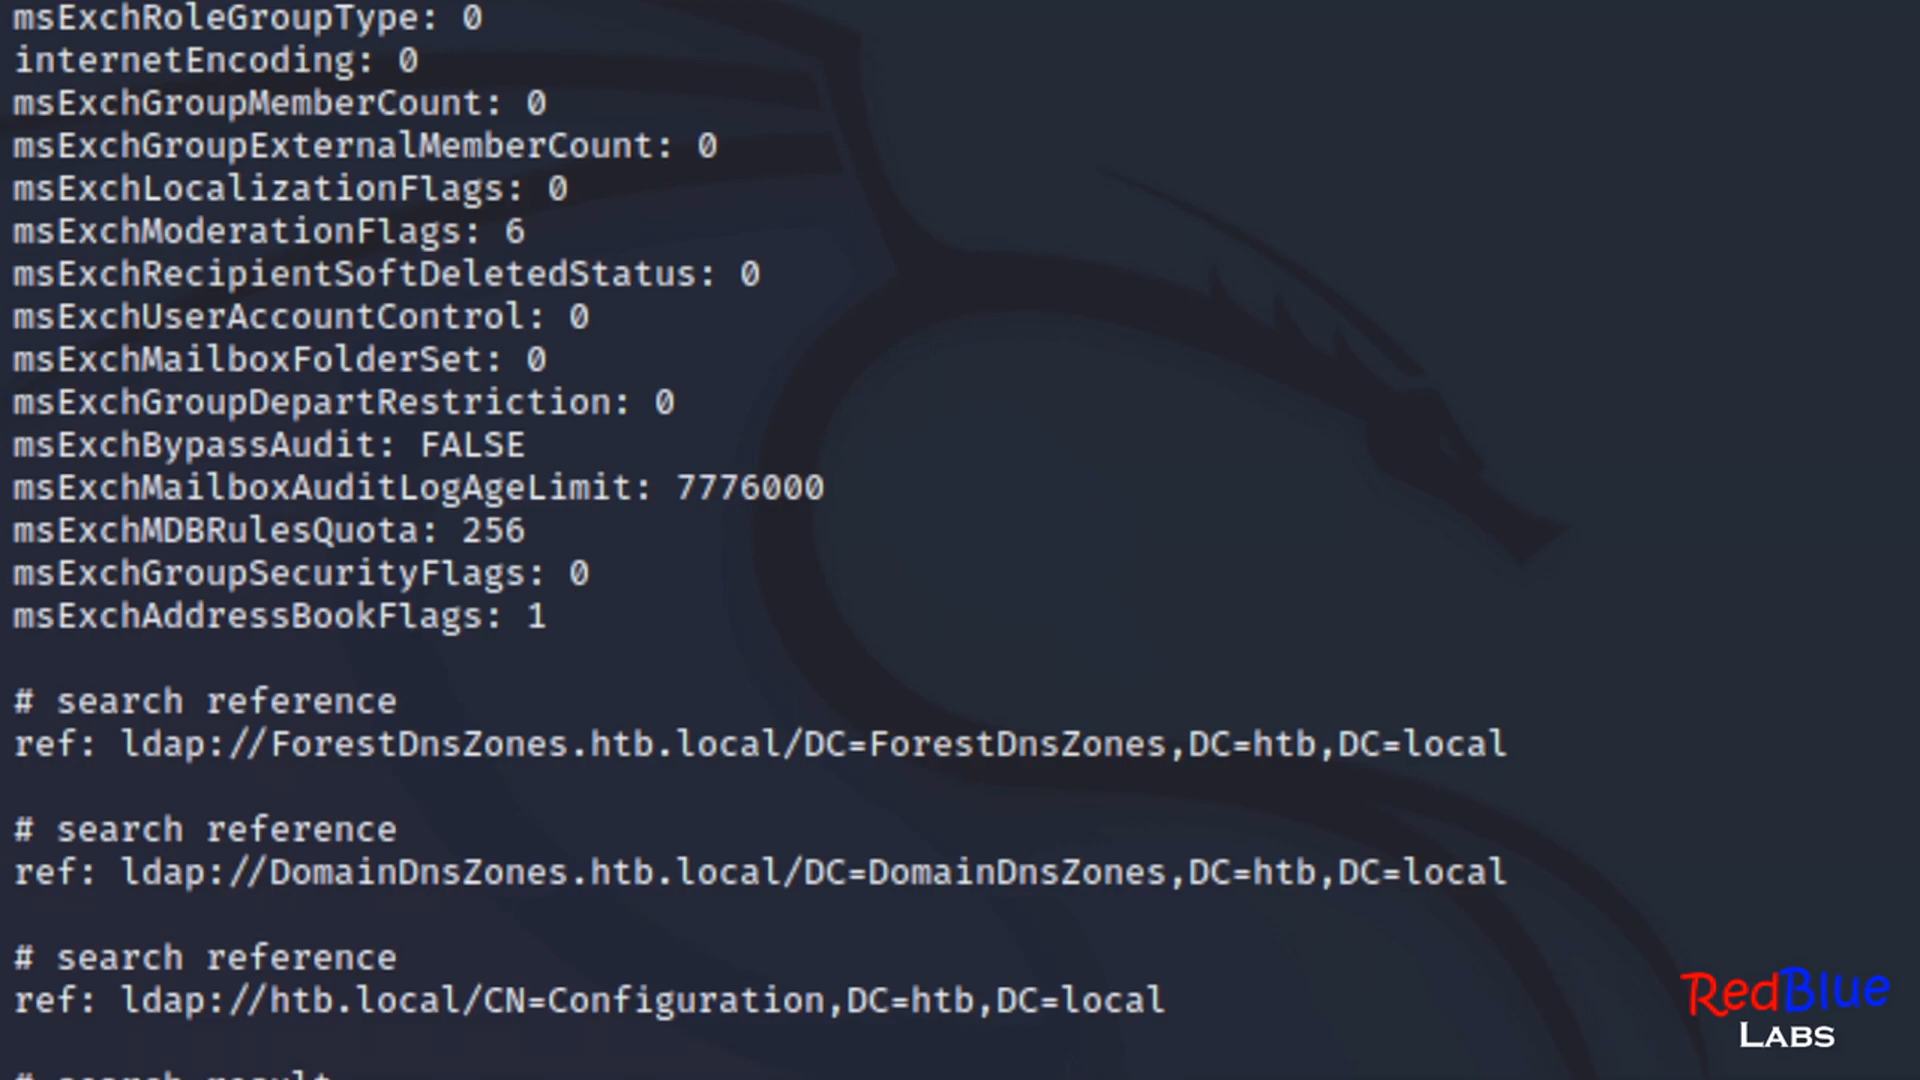 msExchRoleGroupType: 0
internetEncoding: 0
msExchGroupMemberCount: 0
msExchGroupExternalMemberCount: 0
msExchLocalizationFlags: 0
msExchModerationFlags: 6
msExchRecipientSoftDeletedStatus: 0
msExchUserAccountControl: 0
msExchMailboxFolderSet: 0
msExchGroupDepartRestriction: 0
msExchBypassAudit: FALSE
msExchMailboxAuditLogAgeLimit: 7776000
msExchMDBRulesQuota: 256
msExchGroupSecurityFlags: 0
msExchAddressBookFlags: 1
# search reference
ref: ldap://ForestDnsZones.htb.local/DC=ForestDnsZones,DC=htb,DC=local
# search reference
ref: ldap://DomainDnsZones.htb.local/DC=DomainDnsZones,DC=htb,DC=local
# search reference
ref: ldap://htb.local/CN=Configuration,DC=htb,DC=local
# search result
RedBlue
LABS